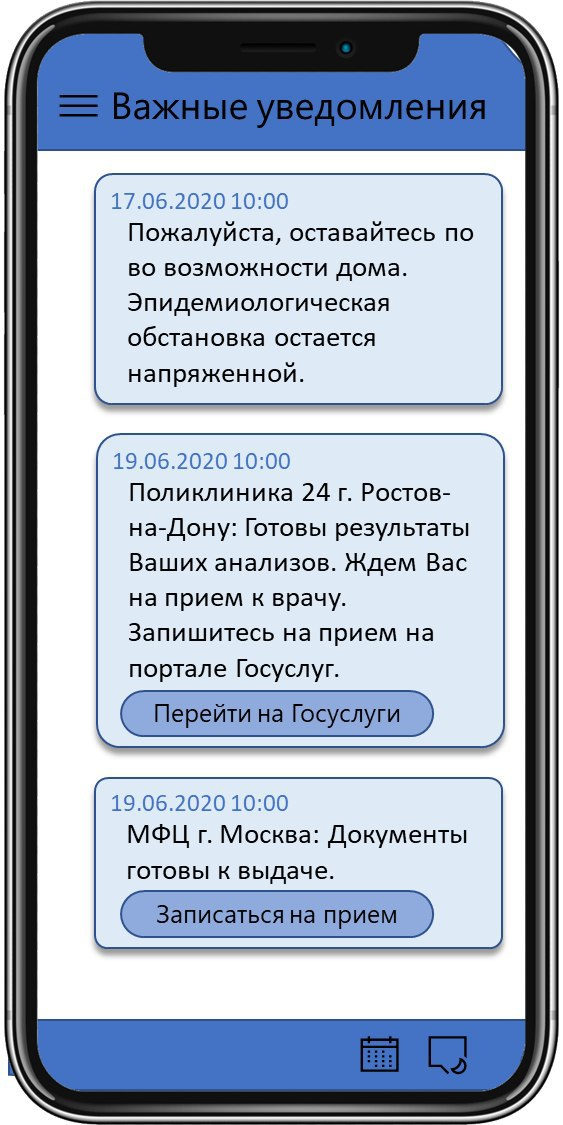 Важные уведомления
17.06.2020 10:00
Пожалуйста, оставайтесь по
во возможности дома.
Эпидемиологическая
обстановка остается
напряженной.
19.06.2020 10:00
Поликлиника 24 г. Ростов-
на-Дону: Готовы результаты
Ваших анализов. Ждем Вас
на прием к врачу.
Запишитесь на прием на
портале Госуслуг.
Перейти на Госуслуги
19.06.2020 10:00
МФЦ г. Москва: Документы
готовы к выдаче.
Записаться на прием